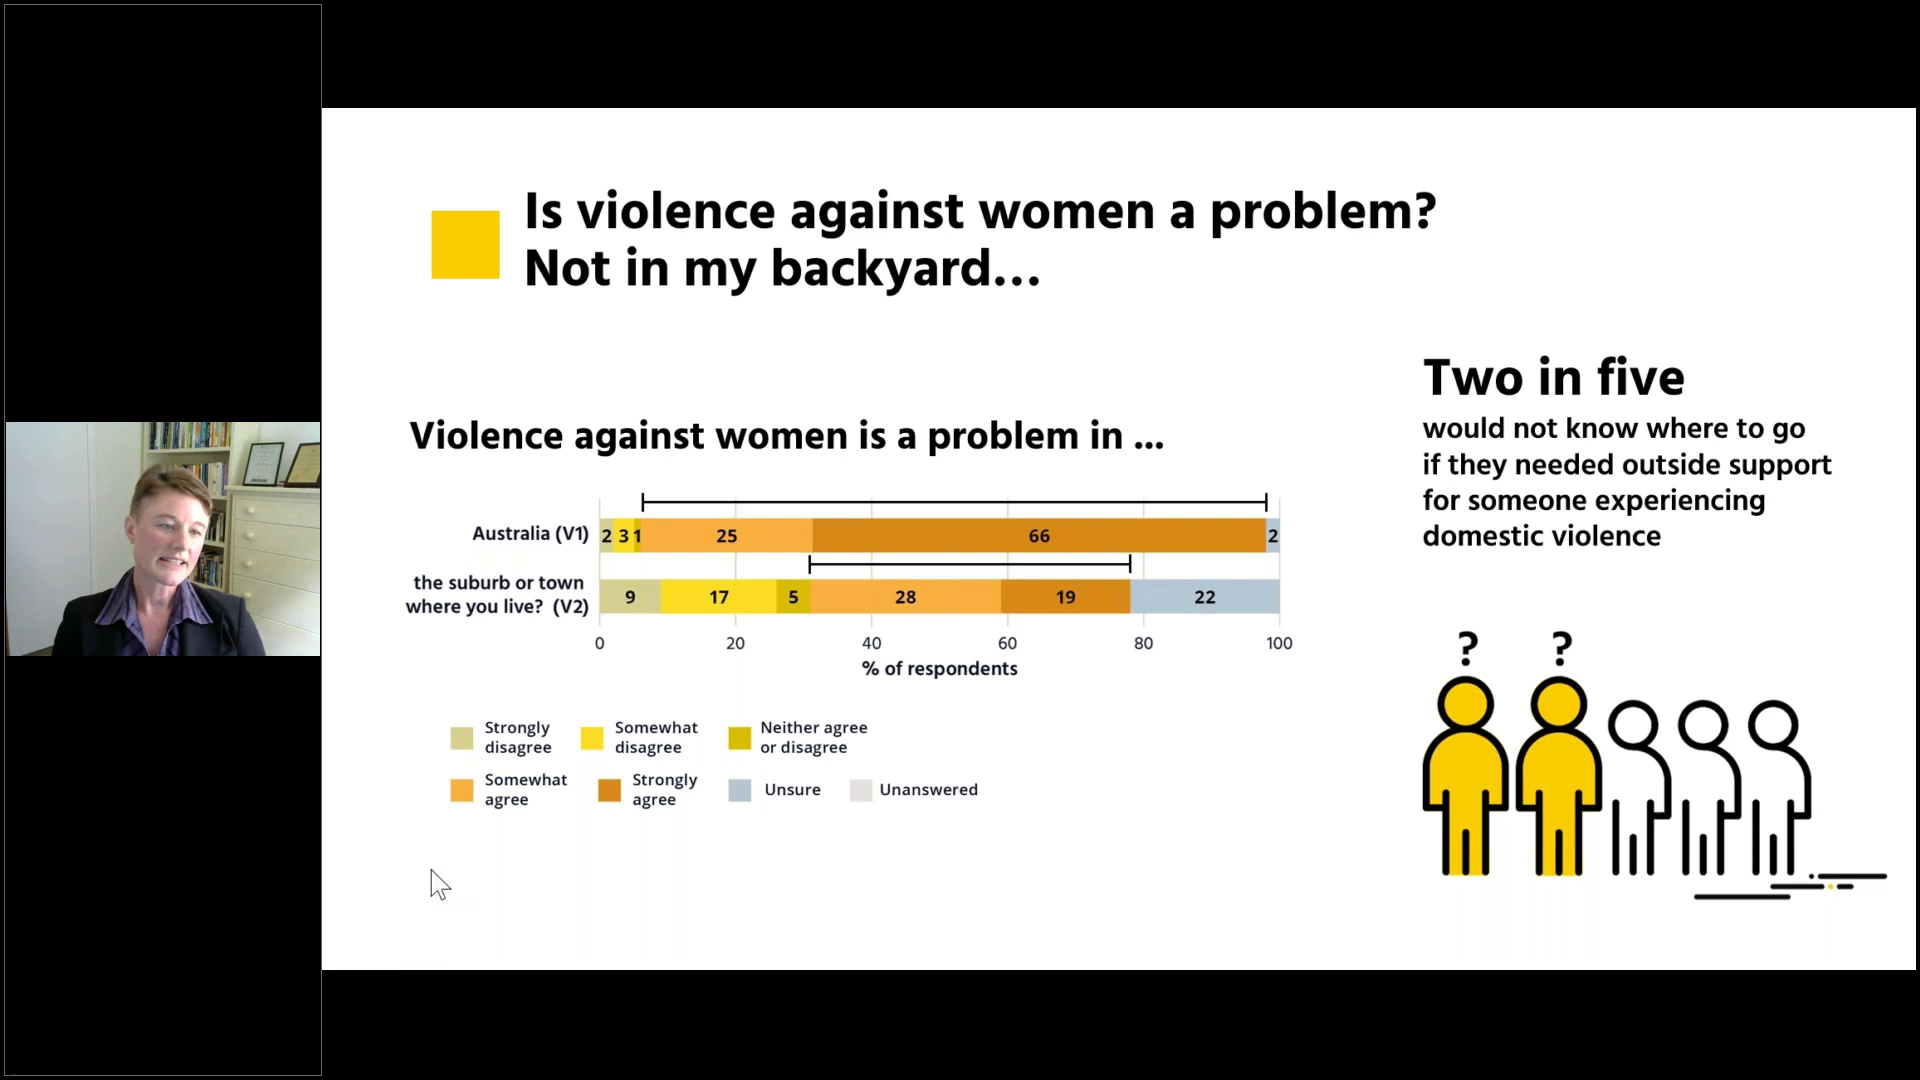 Is violence against women a problem?
Not in my backyard...
Violence against women is a problem in ...
Australia (V1)
2 3 1 25 66 2
the suburb or town
where you live? (V2)
9 17 5 28 19 22
0 20 40 60 80 100
% of respondents
Strongly
disagree
Somewhat
disagree
Neither agree
or disagree
Somewhat
agree
Strongly
agree
Unsure
Unanswered
Two in five
would not know where to go
if they needed outside support
for someone experiencing
domestic violence
? ?